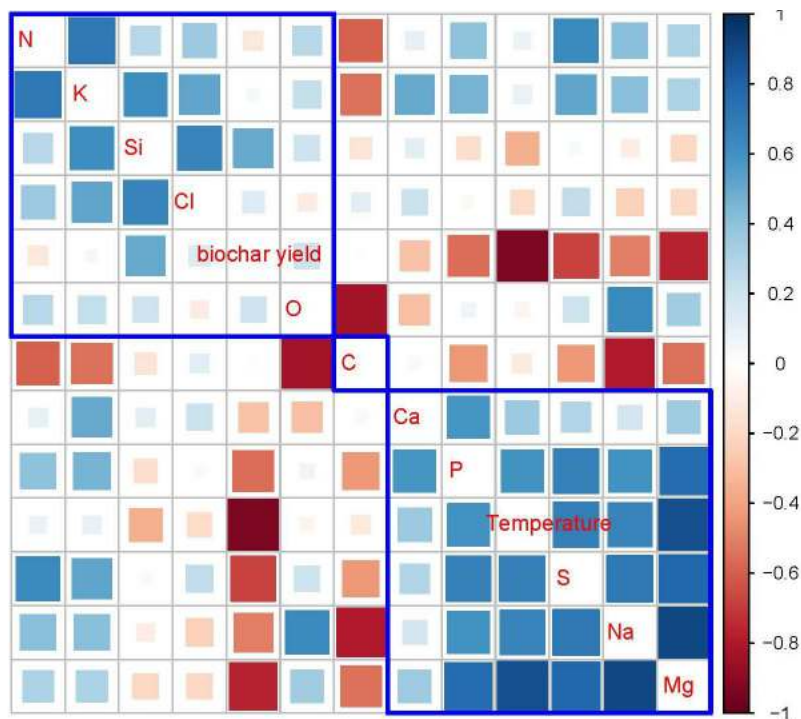 1
N
0.8
K
0.6
Si
0.4
Cl
0.2
biochar yield
O
0
C
−0.2
Ca
P
−0.4
Temperature
S
−0.6
Na
−0.8
Mg
−1